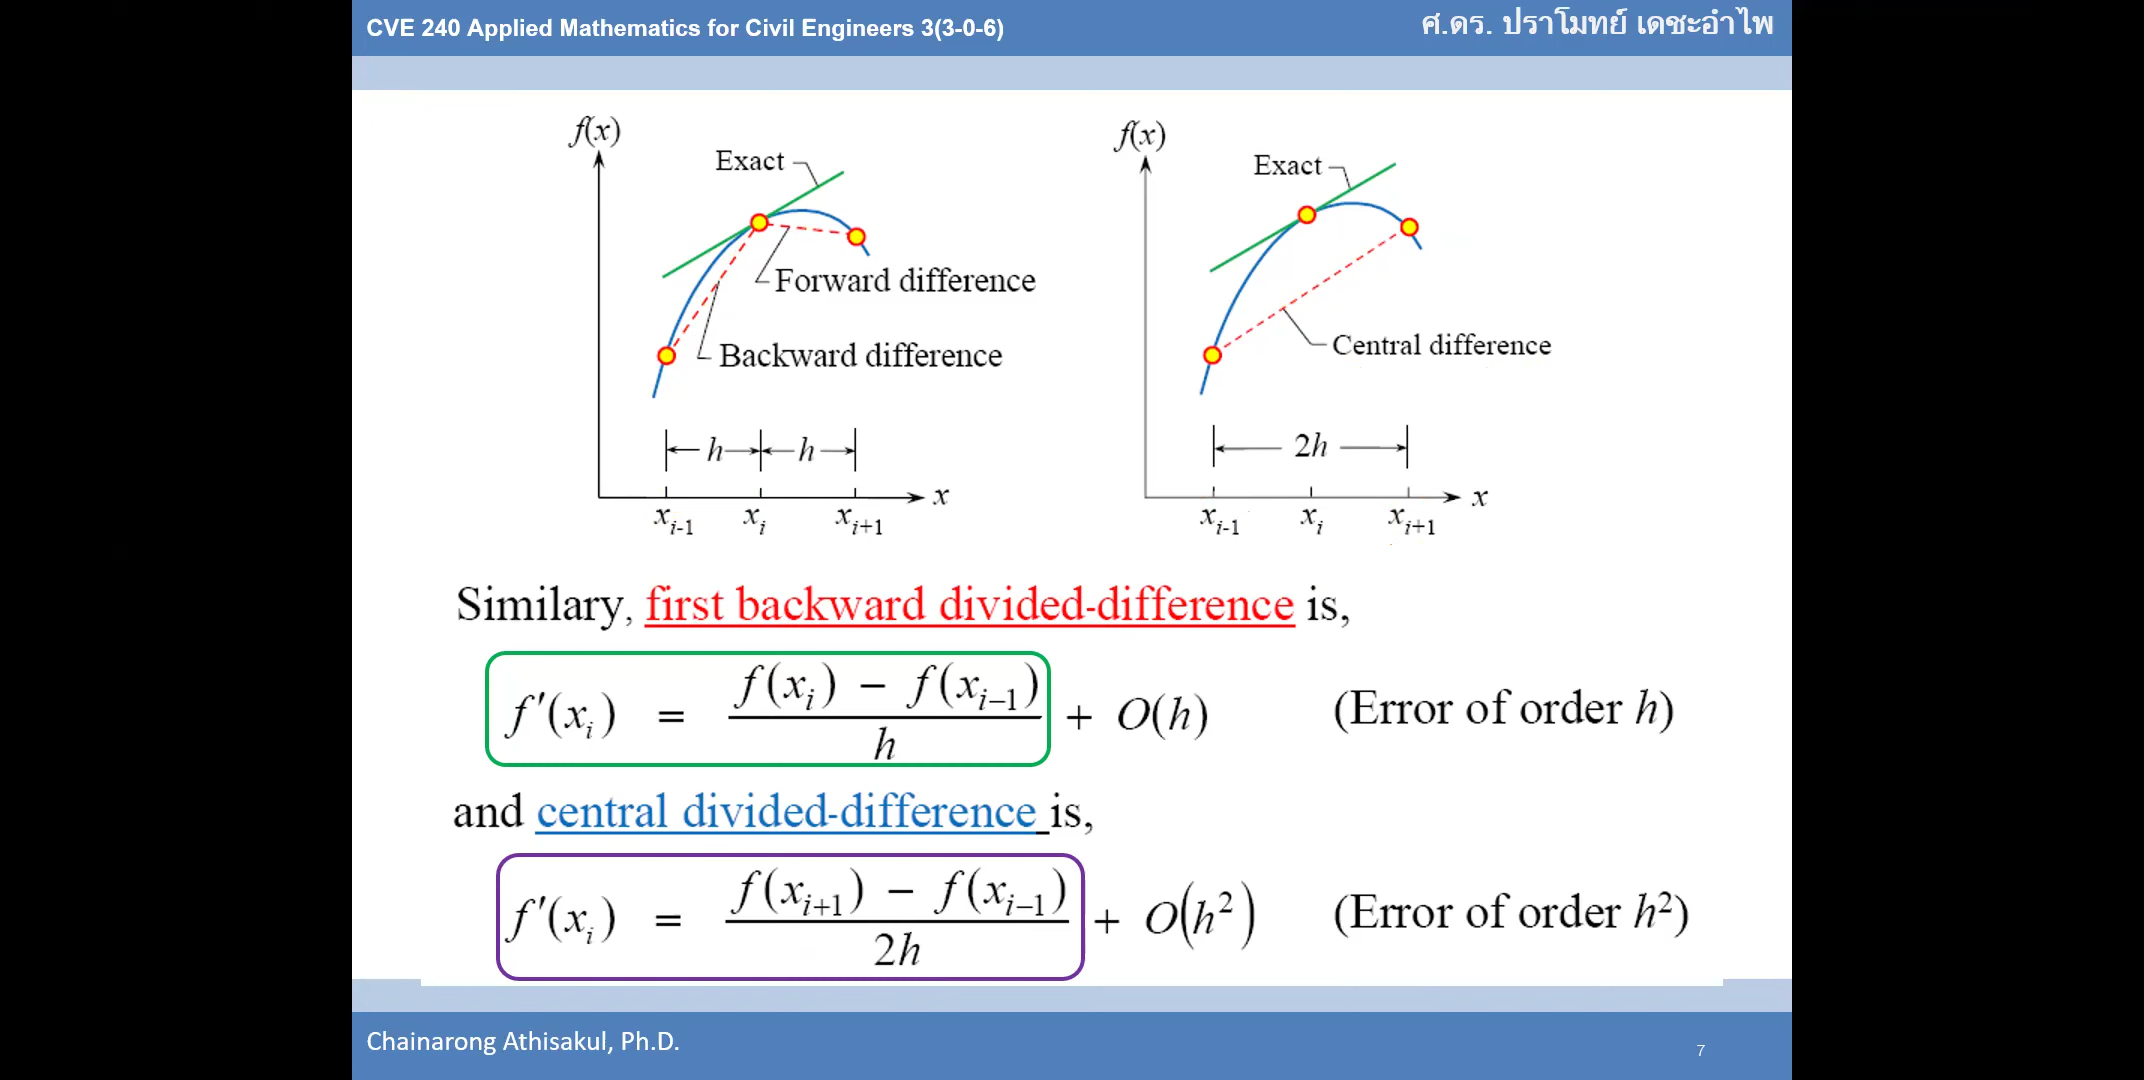 CVE 240 Applied Mathematics for Civil Engineers 3(3-0-6)
ศ.ดร. ปราโมทย์ เดชะอำไพ
f(x)
Exact
Forward difference
Backward difference
h h
x
xᵢ₋₁ xᵢ xᵢ₊₁
f(x)
Exact
Central difference
2h
x
xᵢ₋₁ xᵢ xᵢ₊₁
Similary, first backward divided-difference is,
f′(xᵢ) = (f(xᵢ) − f(xᵢ₋₁)) / h + O(h) (Error of order h)
and central divided-difference is,
f′(xᵢ) = (f(xᵢ₊₁) − f(xᵢ₋₁)) / 2h + O(h²) (Error of order h²)
Chainarong Athisakul, Ph.D.
7